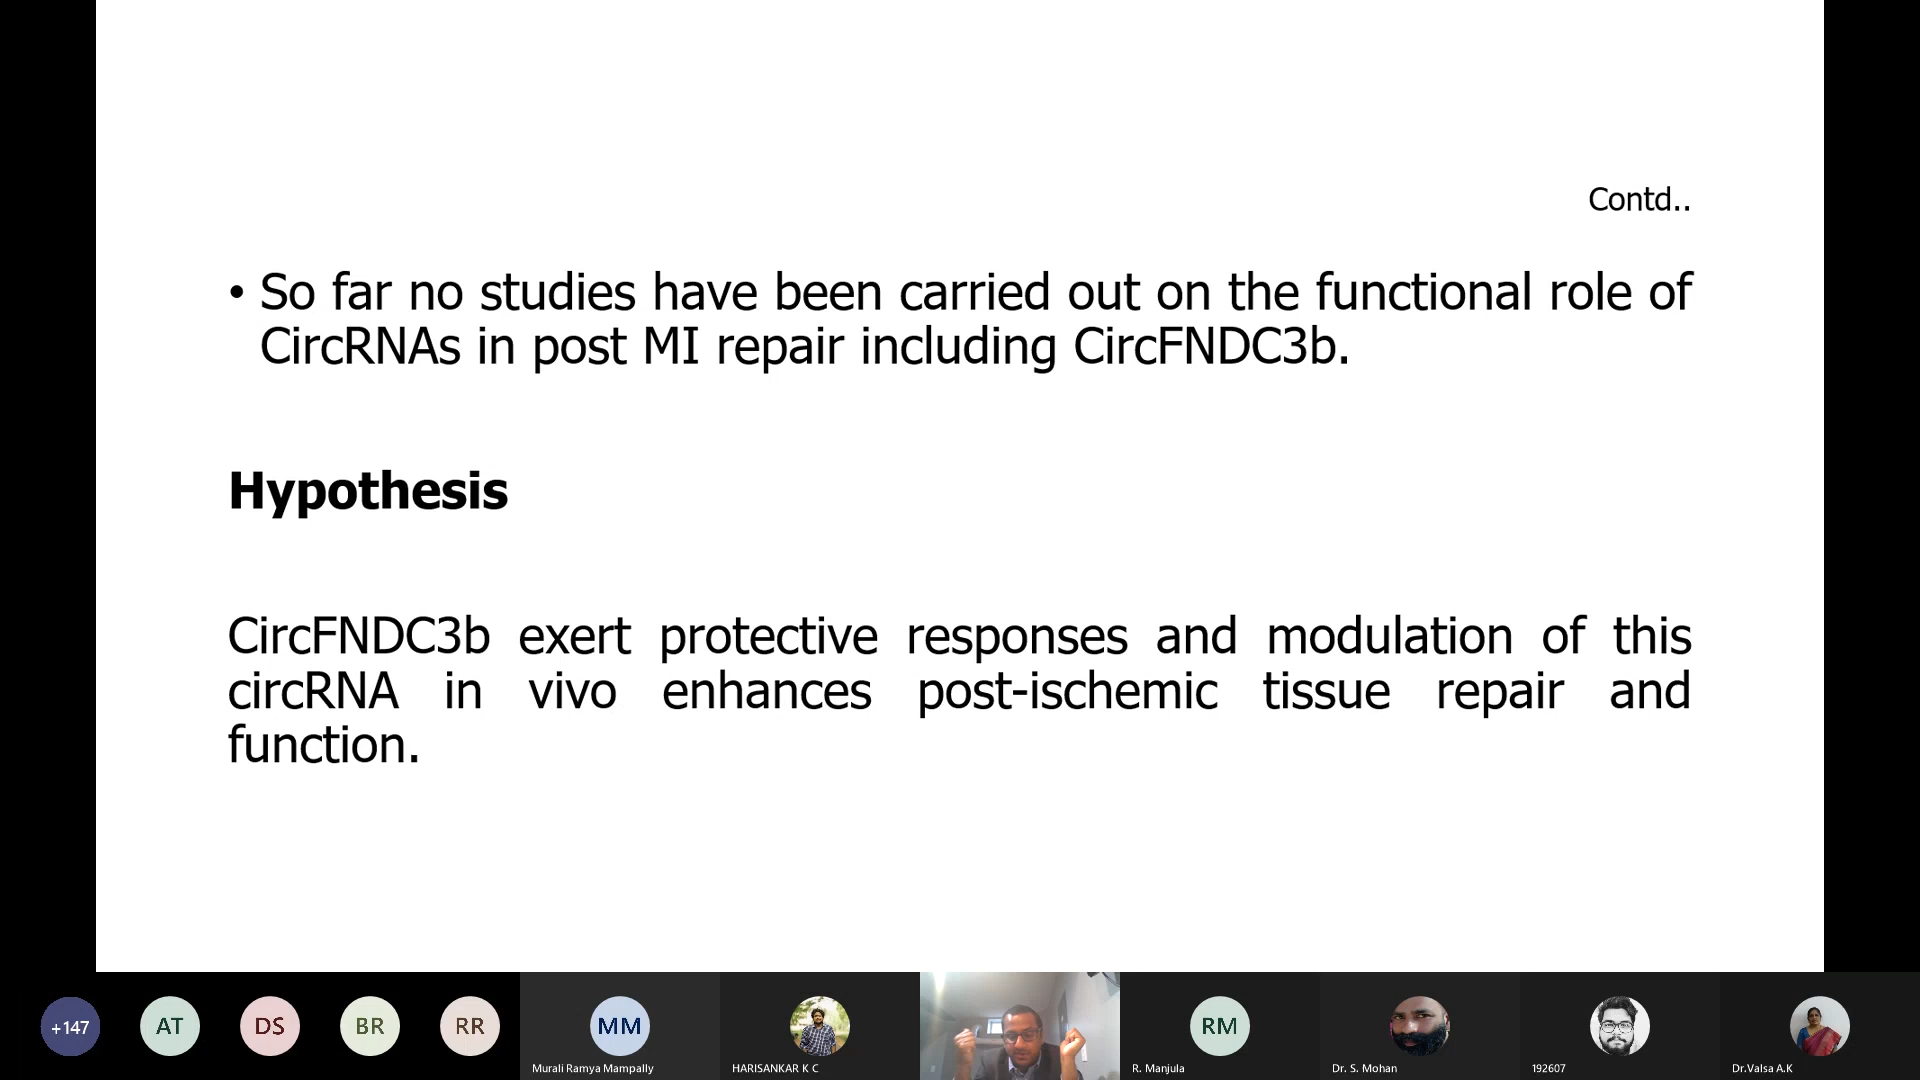 Contd..
• So far no studies have been carried out on the functional role of
CircRNAs in post MI repair including CircFNDC3b.
Hypothesis
CircFNDC3b exert protective responses and modulation of this
circRNA in vivo enhances post-ischemic tissue repair and
function.
+147
AT
DS
BR
RR
MM
Murali Ramya Mampally
HARISANKAR K C
RM
R. Manjula
Dr. S. Mohan
192607
Dr.Valsa A.K